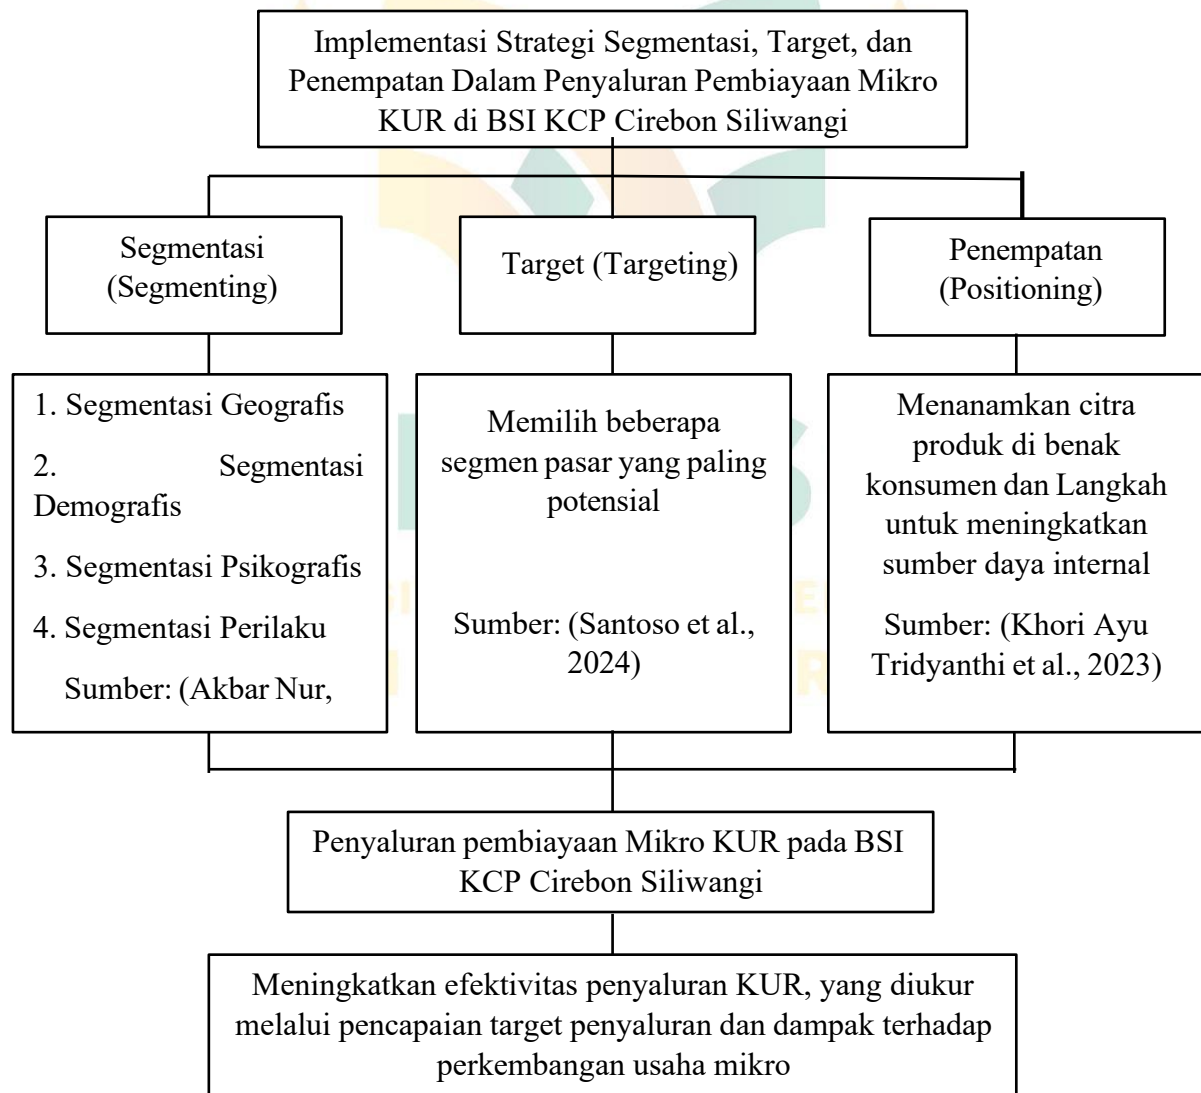 Implementasi Strategi Segmentasi, Target, dan
Penempatan Dalam Penyaluran Pembiayaan Mikro
KUR di BSI KCP Cirebon Siliwangi
Segmentasi
(Segmenting)
Target (Targeting)
Penempatan
(Positioning)
1. Segmentasi Geografis
2. Segmentasi
Demografis
3. Segmentasi Psikografis
4. Segmentasi Perilaku
Sumber: (Akbar Nur,
Memilih beberapa
segmen pasar yang paling
potensial
Sumber: (Santoso et al.,
2024)
Menanamkan citra
produk di benak
konsumen dan Langkah
untuk meningkatkan
sumber daya internal
Sumber: (Khori Ayu
Tridyanthi et al., 2023)
Penyaluran pembiayaan Mikro KUR pada BSI
KCP Cirebon Siliwangi
Meningkatkan efektivitas penyaluran KUR, yang diukur
melalui pencapaian target penyaluran dan dampak terhadap
perkembangan usaha mikro